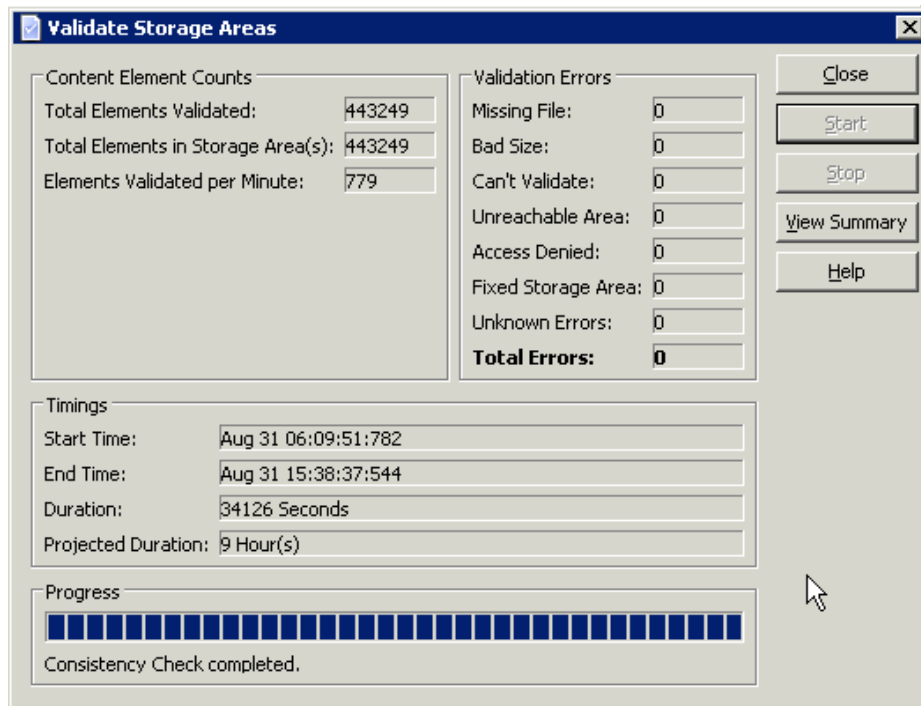 Validate Storage Areas
Content Element Counts
Total Elements Validated: 443249
Total Elements in Storage Area(s): 443249
Elements Validated per Minute: 779
Validation Errors
Missing File: 0
Bad Size: 0
Can't Validate: 0
Unreachable Area: 0
Access Denied: 0
Fixed Storage Area: 0
Unknown Errors: 0
Total Errors: 0
Close
Start
Stop
View Summary
Help
Timings
Start Time: Aug 31 06:09:51:782
End Time: Aug 31 15:38:37:544
Duration: 34126 Seconds
Projected Duration: 9 Hour(s)
Progress
Consistency Check completed.